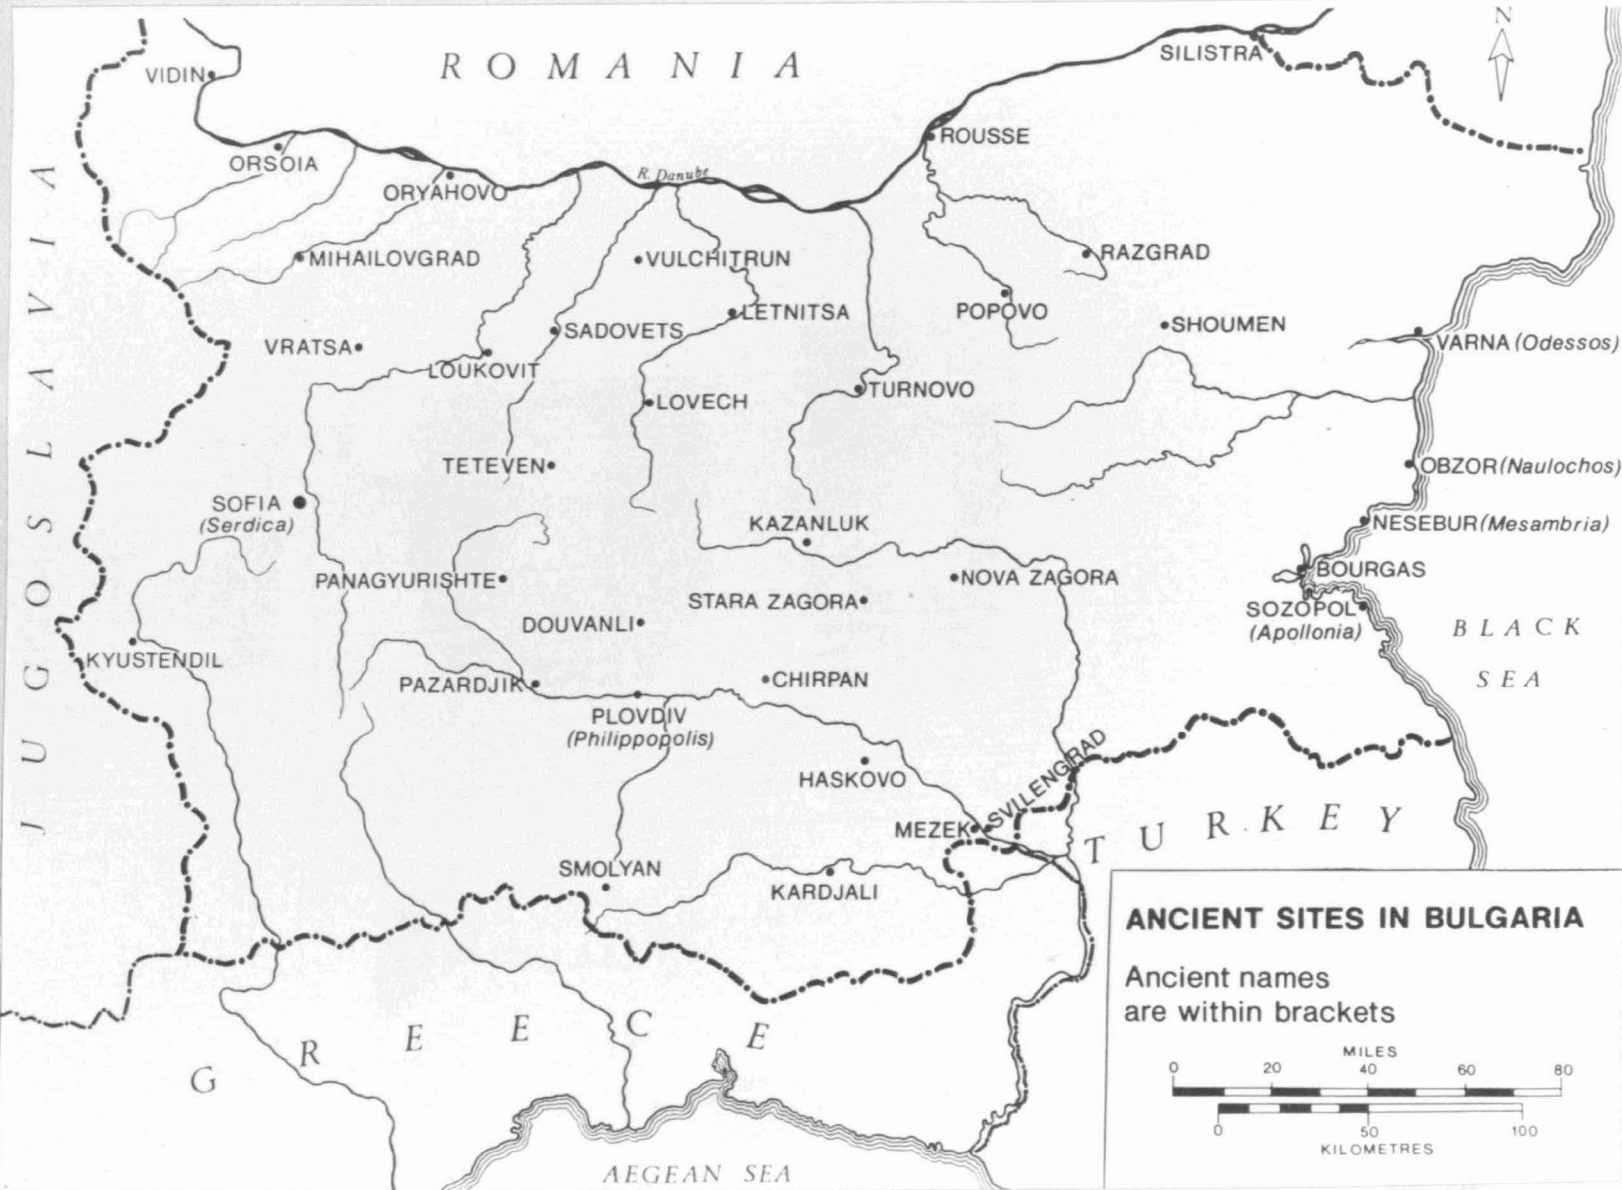 ROMANIA
N
SILISTRA
VIDIN
ROUSSE
ORSOIA
R. Danube
ORYAHOVO
JUGOSLAVIA
MIHAILOVGRAD
VULCHITRUN
RAZGRAD
LETNITSA
POPOVO
SHOUMEN
SADOVETS
VRATSA
VARNA (Odessos)
LOUKOVIT
TURNOVO
LOVECH
TETEVEN
OBZOR (Naulochos)
SOFIA
(Serdica)
KAZANLUK
NESEBUR (Mesambria)
PANAGYURISHTE
NOVA ZAGORA
BOURGAS
STARA ZAGORA
SOZOPOL
(Apollonia)
DOUVANLI
BLACK
SEA
KYUSTENDIL
PAZARDJIK
CHIRPAN
PLOVDIV
(Philippopolis)
HASKOVO
SVILENGRAD
MEZEK
TURKEY
SMOLYAN
KARDJALI
GREECE
AEGEAN SEA
ANCIENT SITES IN BULGARIA
Ancient names
are within brackets
MILES
0 20 40 60 80
0 50 100
KILOMETRES